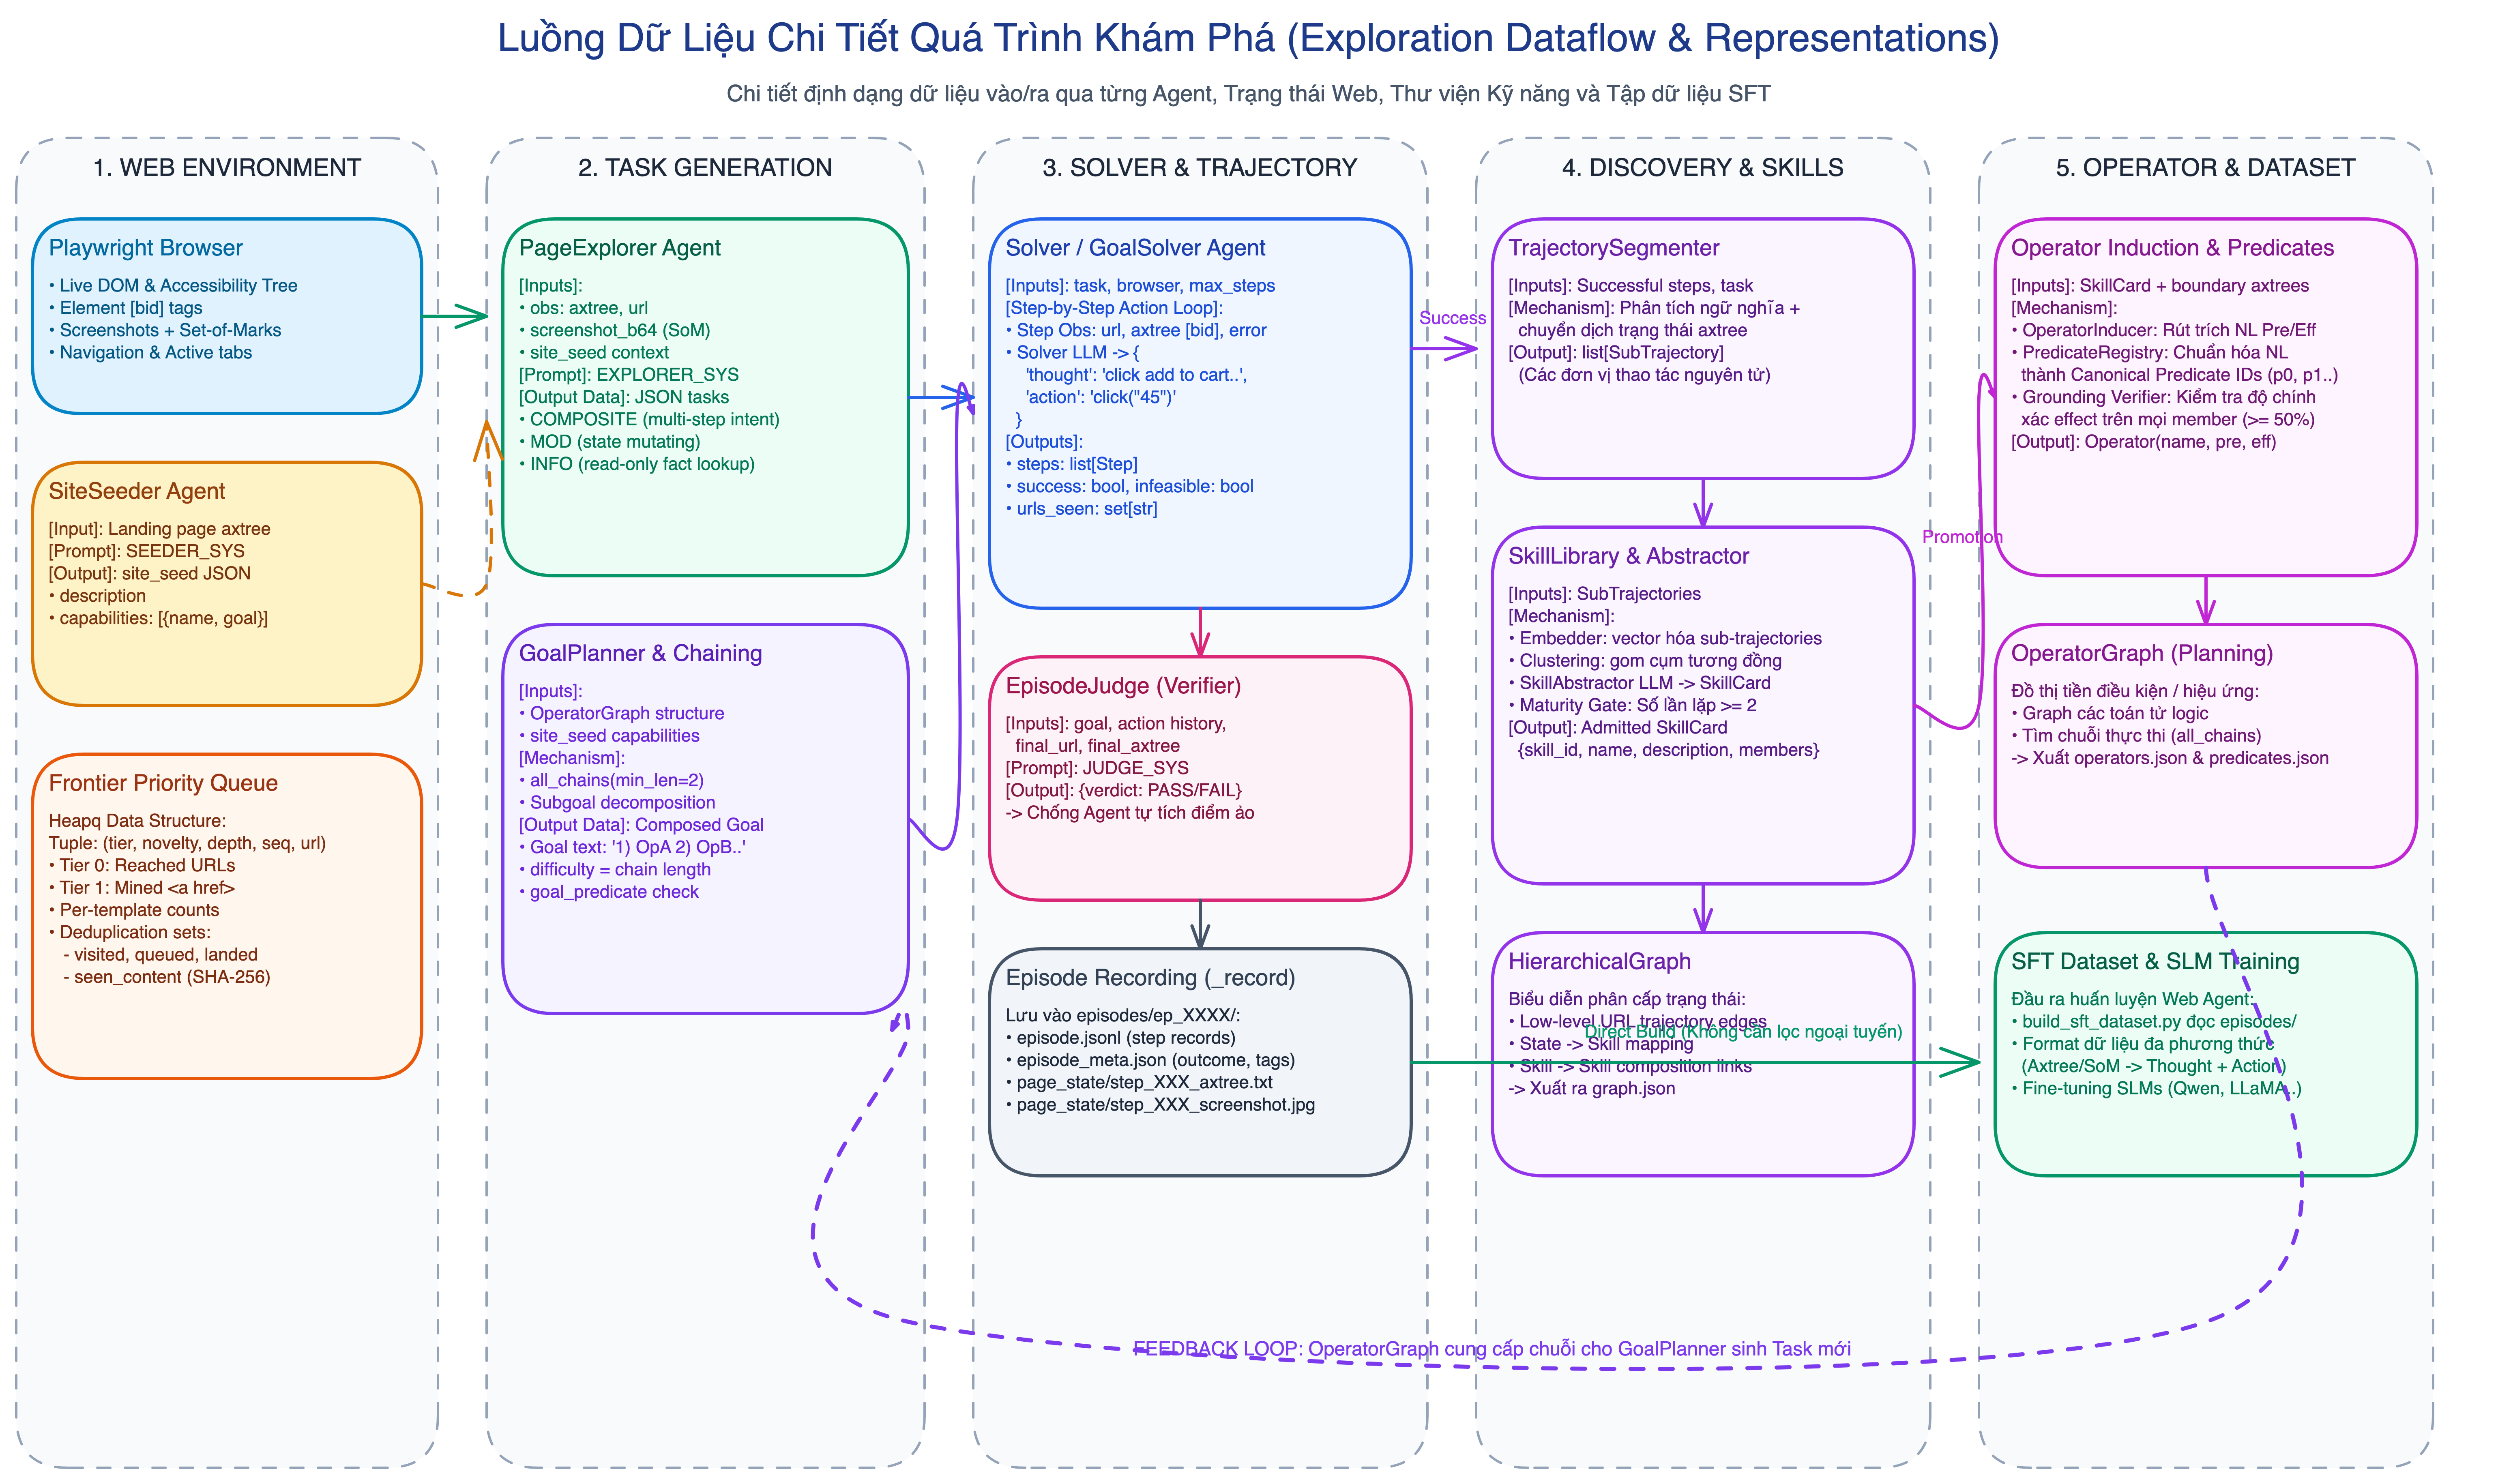 Luồng Dữ Liệu Chi Tiết Quá Trình Khám Phá (Exploration Dataflow & Representations)
Chi tiết định dạng dữ liệu vào/ra qua từng Agent, Trạng thái Web, Thư viện Kỹ năng và Tập dữ liệu SFT
1. WEB ENVIRONMENT
Playwright Browser
• Live DOM & Accessibility Tree
• Element [bid] tags
• Screenshots + Set-of-Marks
• Navigation & Active tabs
SiteSeeder Agent
[Input]: Landing page axtree
[Prompt]: SEEDER_SYS
[Output]: site_seed JSON
• description
• capabilities: [{name, goal}]
Frontier Priority Queue
Heapq Data Structure:
Tuple: (tier, novelty, depth, seq, url)
• Tier 0: Reached URLs
• Tier 1: Mined <a href>
• Per-template counts
• Deduplication sets:
- visited, queued, landed
- seen_content (SHA-256)
2. TASK GENERATION
PageExplorer Agent
[Inputs]:
• obs: axtree, url
• screenshot_b64 (SoM)
• site_seed context
[Prompt]: EXPLORER_SYS
[Output Data]: JSON tasks
• COMPOSITE (multi-step intent)
• MOD (state mutating)
• INFO (read-only fact lookup)
GoalPlanner & Chaining
[Inputs]:
• OperatorGraph structure
• site_seed capabilities
[Mechanism]:
• all_chains(min_len=2)
• Subgoal decomposition
[Output Data]: Composed Goal
• Goal text: '1) OpA 2) OpB..'
• difficulty = chain length
• goal_predicate check
3. SOLVER & TRAJECTORY
Solver / GoalSolver Agent
[Inputs]: task, browser, max_steps
[Step-by-Step Action Loop]:
• Step Obs: url, axtree [bid], error
• Solver LLM -> {
'thought': 'click add to cart..',
'action': 'click("45")'
}
[Outputs]:
• steps: list[Step]
• success: bool, infeasible: bool
• urls_seen: set[str]
EpisodeJudge (Verifier)
[Inputs]: goal, action history,
final_url, final_axtree
[Prompt]: JUDGE_SYS
[Output]: {verdict: PASS/FAIL}
-> Chống Agent tự tích điểm ảo
Episode Recording (_record)
Lưu vào episodes/ep_XXXX/:
• episode.jsonl (step records)
• episode_meta.json (outcome, tags)
• page_state/step_XXX_axtree.txt
• page_state/step_XXX_screenshot.jpg
Success
4. DISCOVERY & SKILLS
TrajectorySegmenter
[Inputs]: Successful steps, task
[Mechanism]: Phân tích ngữ nghĩa +
chuyển dịch trạng thái axtree
[Output]: list[SubTrajectory]
(Các đơn vị thao tác nguyên tử)
SkillLibrary & Abstractor
[Inputs]: SubTrajectories
[Mechanism]:
• Embedder: vector hóa sub-trajectories
• Clustering: gom cụm tương đồng
• SkillAbstractor LLM -> SkillCard
• Maturity Gate: Số lần lặp >= 2
[Output]: Admitted SkillCard
{skill_id, name, description, members}
HierarchicalGraph
Biểu diễn phân cấp trạng thái:
• Low-level URL trajectory edges
Direct Build (Không cần lọc ngoại tuyến)
• State -> Skill mapping
• Skill -> Skill composition links
-> Xuất ra graph.json
Promotion
5. OPERATOR & DATASET
Operator Induction & Predicates
[Inputs]: SkillCard + boundary axtrees
[Mechanism]:
• OperatorInducer: Rút trích NL Pre/Eff
• PredicateRegistry: Chuẩn hóa NL
thành Canonical Predicate IDs (p0, p1..)
• Grounding Verifier: Kiểm tra độ chính
xác effect trên mọi member (>= 50%)
[Output]: Operator(name, pre, eff)
OperatorGraph (Planning)
Đồ thị tiền điều kiện / hiệu ứng:
• Graph các toán tử logic
• Tìm chuỗi thực thi (all_chains)
-> Xuất operators.json & predicates.json
SFT Dataset & SLM Training
Đầu ra huấn luyện Web Agent:
• build_sft_dataset.py đọc episodes/
• Format dữ liệu đa phương thức
(Axtree/SoM -> Thought + Action)
• Fine-tuning SLMs (Qwen, LLaMA..)
FEEDBACK LOOP: OperatorGraph cung cấp chuỗi cho GoalPlanner sinh Task mới